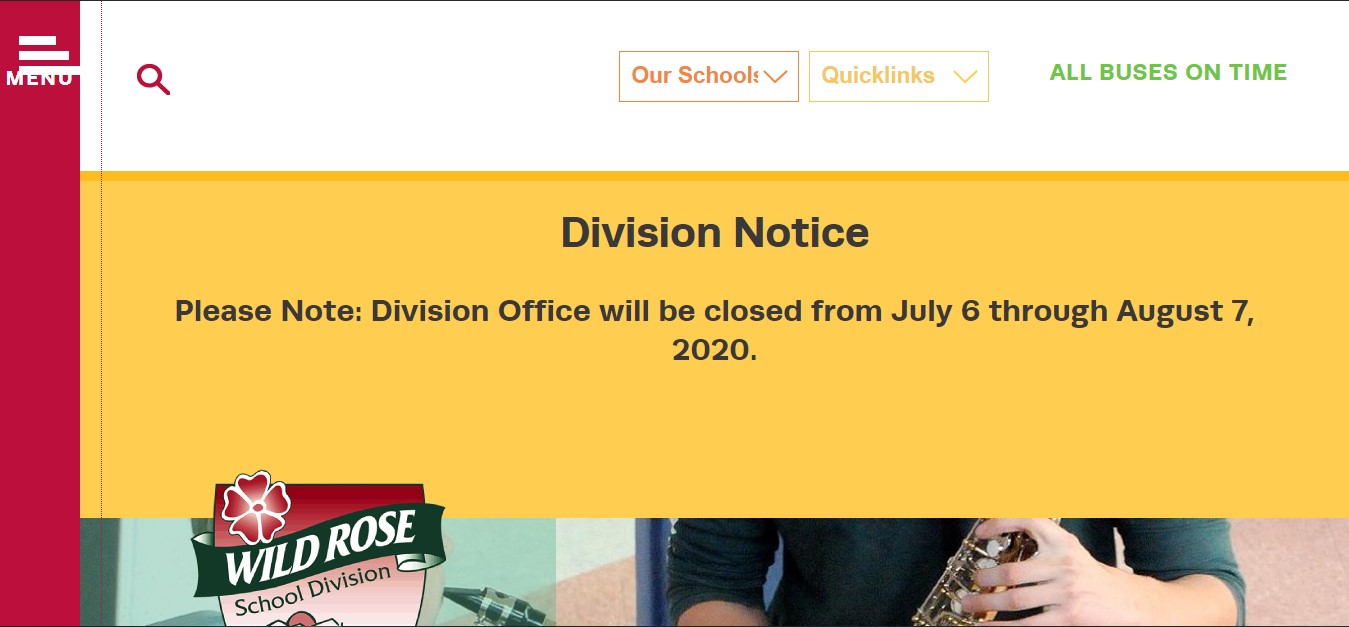 MENU
Our Schools
Quicklinks
ALL BUSES ON TIME
Division Notice
Please Note: Division Office will be closed from July 6 through August 7,
2020.
WILD ROSE
School Division